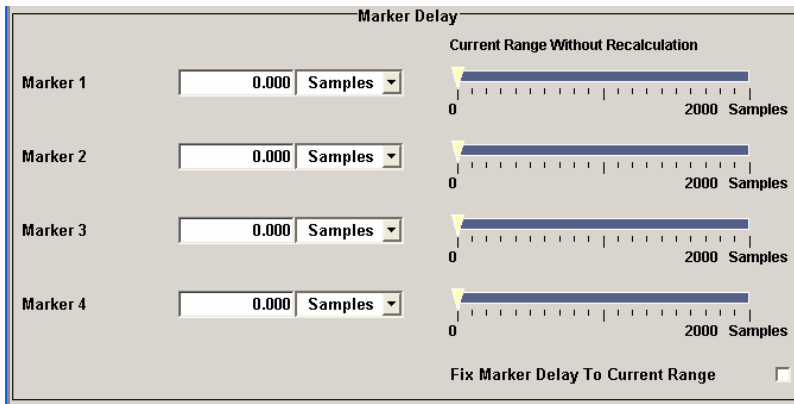 Marker Delay
Current Range Without Recalculation
Marker 1 0.000 Samples
0 2000 Samples
Marker 2 0.000 Samples
0 2000 Samples
Marker 3 0.000 Samples
0 2000 Samples
Marker 4 0.000 Samples
0 2000 Samples
Fix Marker Delay To Current Range